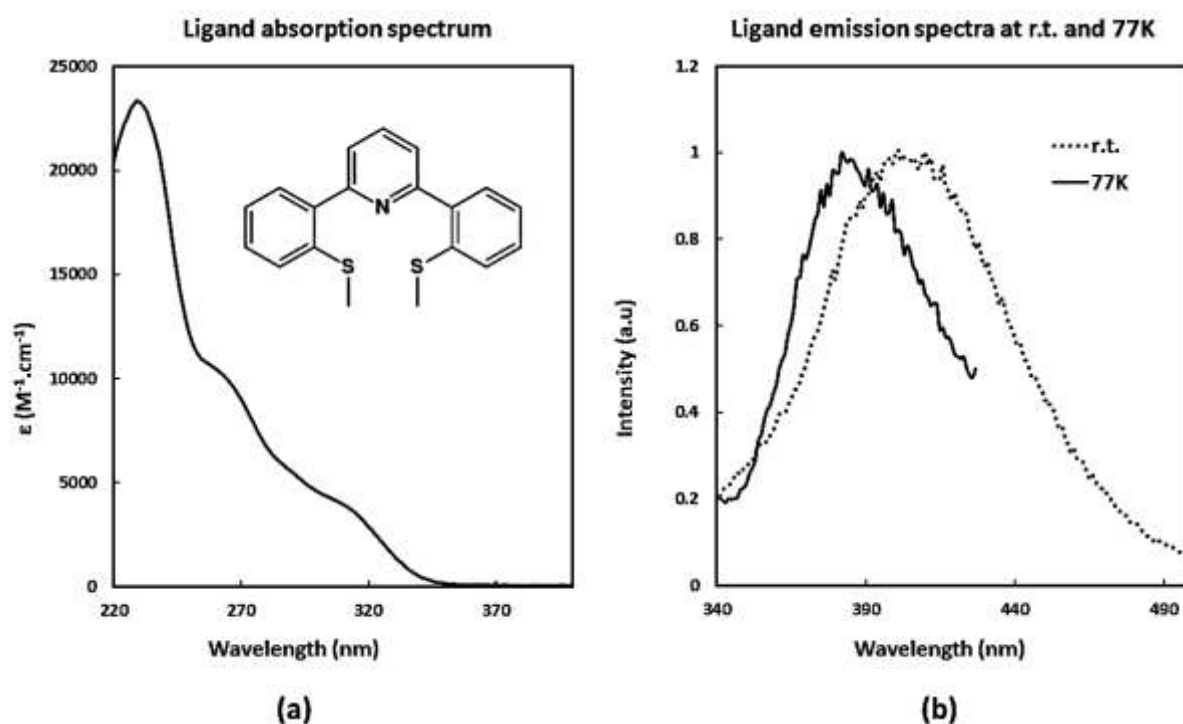 Ligand absorption spectrum
25000
20000
15000
10000
5000
0
ε (M⁻¹.cm⁻¹)
N
S
S
220
270
320
370
Wavelength (nm)
(a)
Ligand emission spectra at r.t. and 77K
1.2
1
0.8
0.6
0.4
0.2
0
Intensity (a.u)
r.t.
77K
340
390
440
490
Wavelength (nm)
(b)